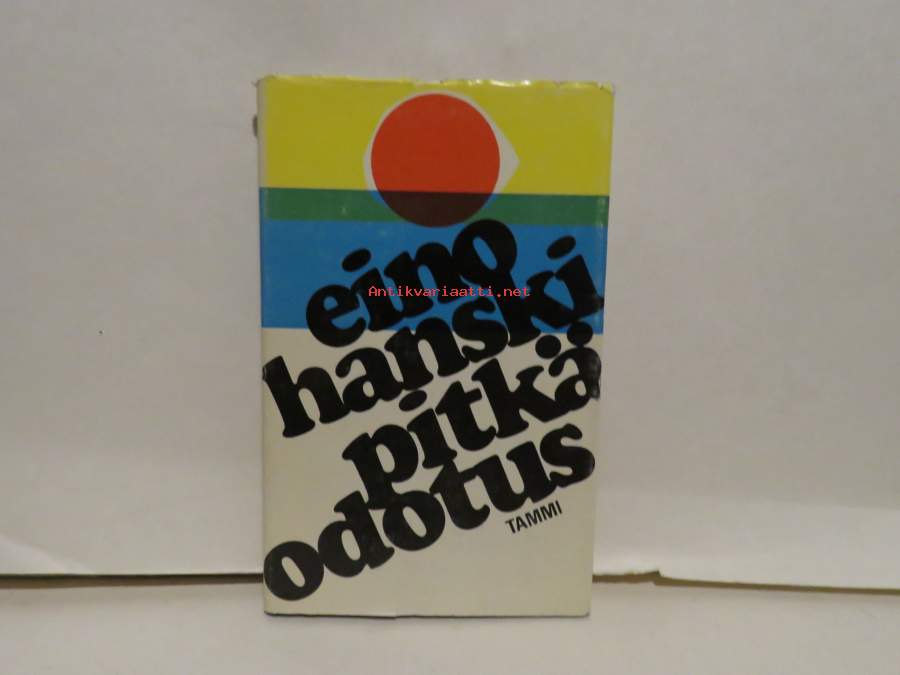 eino
Antikvariaatti.net
hanski
pitkä
odotus
TAMMI